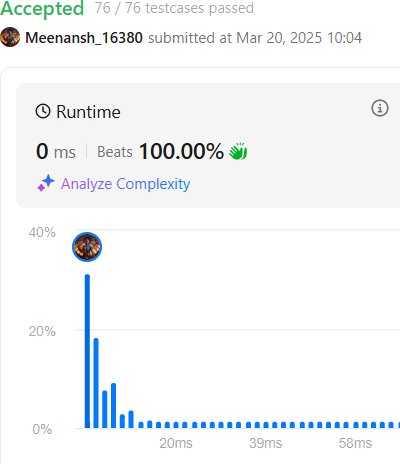 Accepted 76 / 76 testcases passed
Meenansh_16380 submitted at Mar 20, 2025 10:04
Runtime
0 ms Beats 100.00%
Analyze Complexity
40%
20%
0%
20ms 39ms 58ms